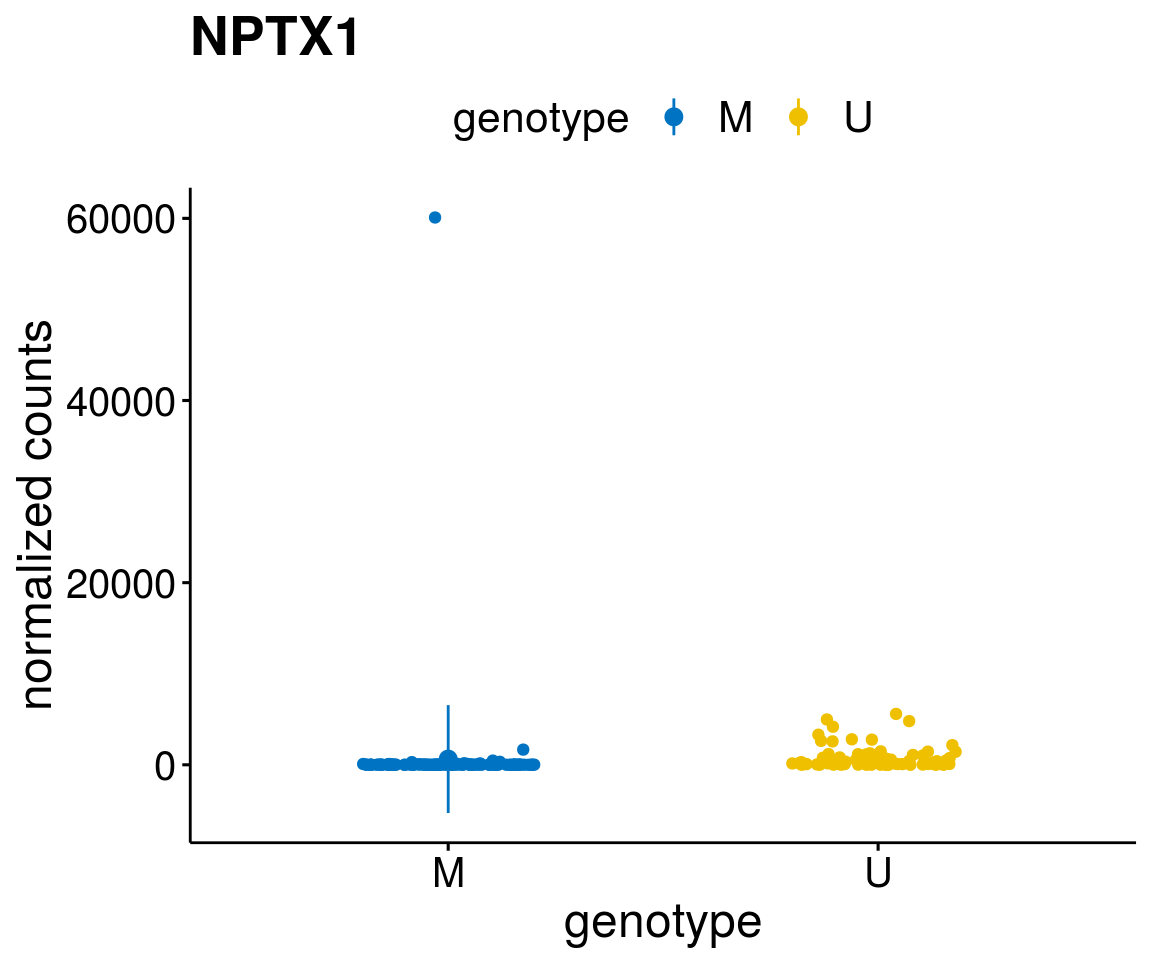 NPTX1
genotype M U
normalized counts
60000
40000
20000
0
M U
genotype